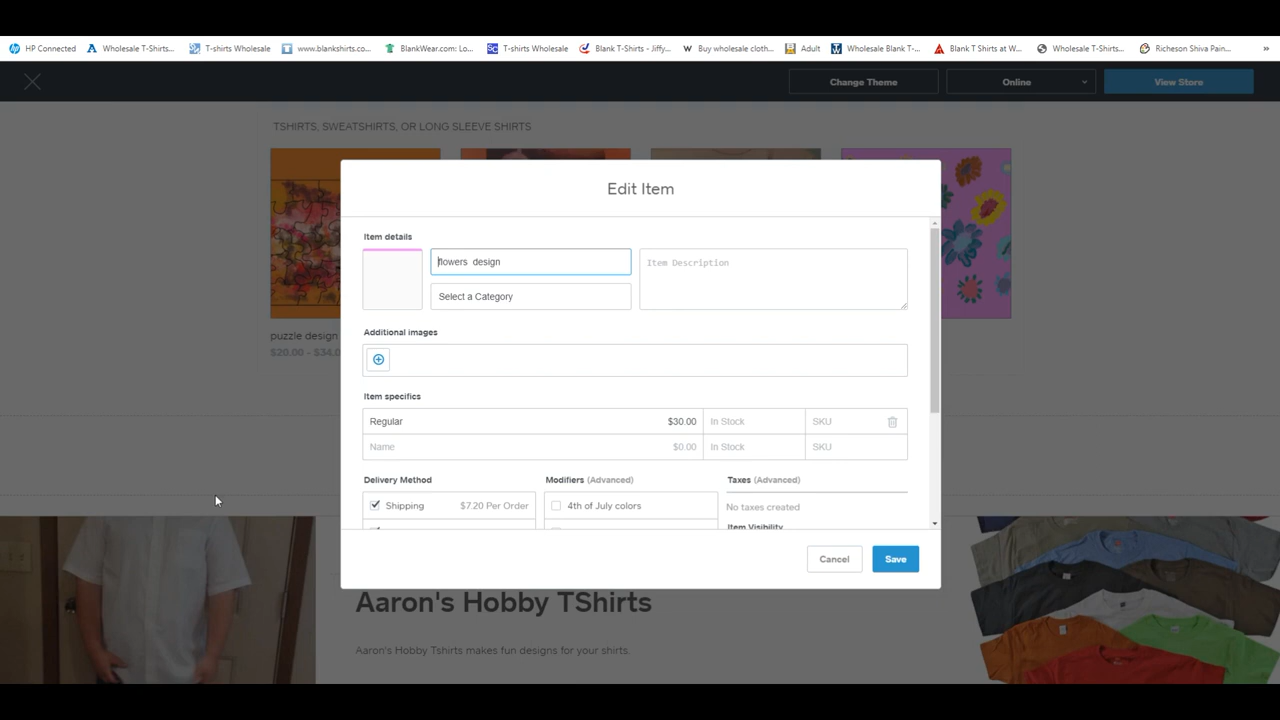 HP Connected
Wholesale T-Shirts...
T-shirts Wholesale
www.blankshirts.co...
BlankWear.com: Lo...
T-shirts Wholesale
Blank T-Shirts - Jiffy...
Buy wholesale cloth...
Adult
Wholesale Blank T-...
Blank T Shirts at W...
Wholesale T-Shirts...
Richeson Shiva Pain...
»
Change Theme
Online
View Store
TSHIRTS, SWEATSHIRTS, OR LONG SLEEVE SHIRTS
Edit Item
Item details
flowers design
Item Description
Select a Category
Additional images
puzzle design
$20.00 - $34.0
Item specifics
Regular $30.00 In Stock SKU
Name $0.00 In Stock SKU
Delivery Method
Modifiers (Advanced)
Taxes (Advanced)
Shipping $7.20 Per Order
4th of July colors
No taxes created
Item Visibility
Cancel
Save
Aaron's Hobby TShirts
Aaron's Hobby Tshirts makes fun designs for your shirts.